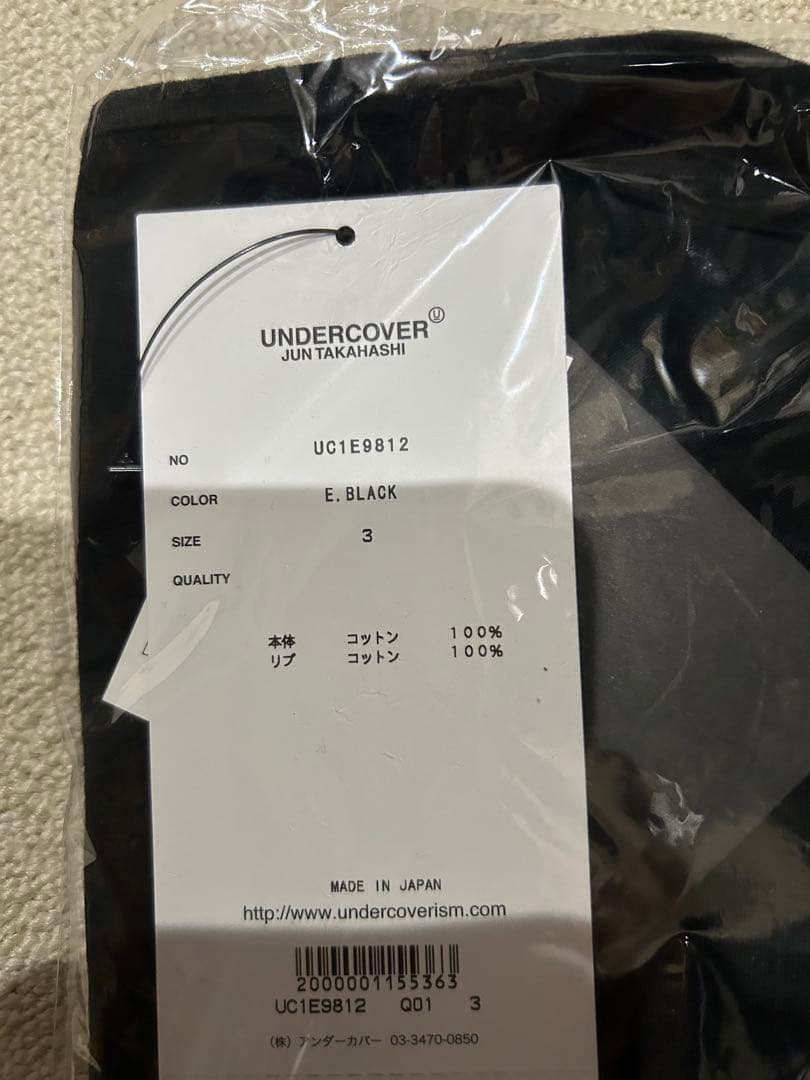 UNDERCOVER Ⓤ
JUN TAKAHASHI
NO UC1E9812
COLOR E.BLACK
SIZE 3
QUALITY
本体 コットン 100%
リブ コットン 100%
MADE IN JAPAN
http://www.undercoverism.com
2000001155363
UC1E9812 Q01 3
(株) アンダーカバー 03-3470-0850